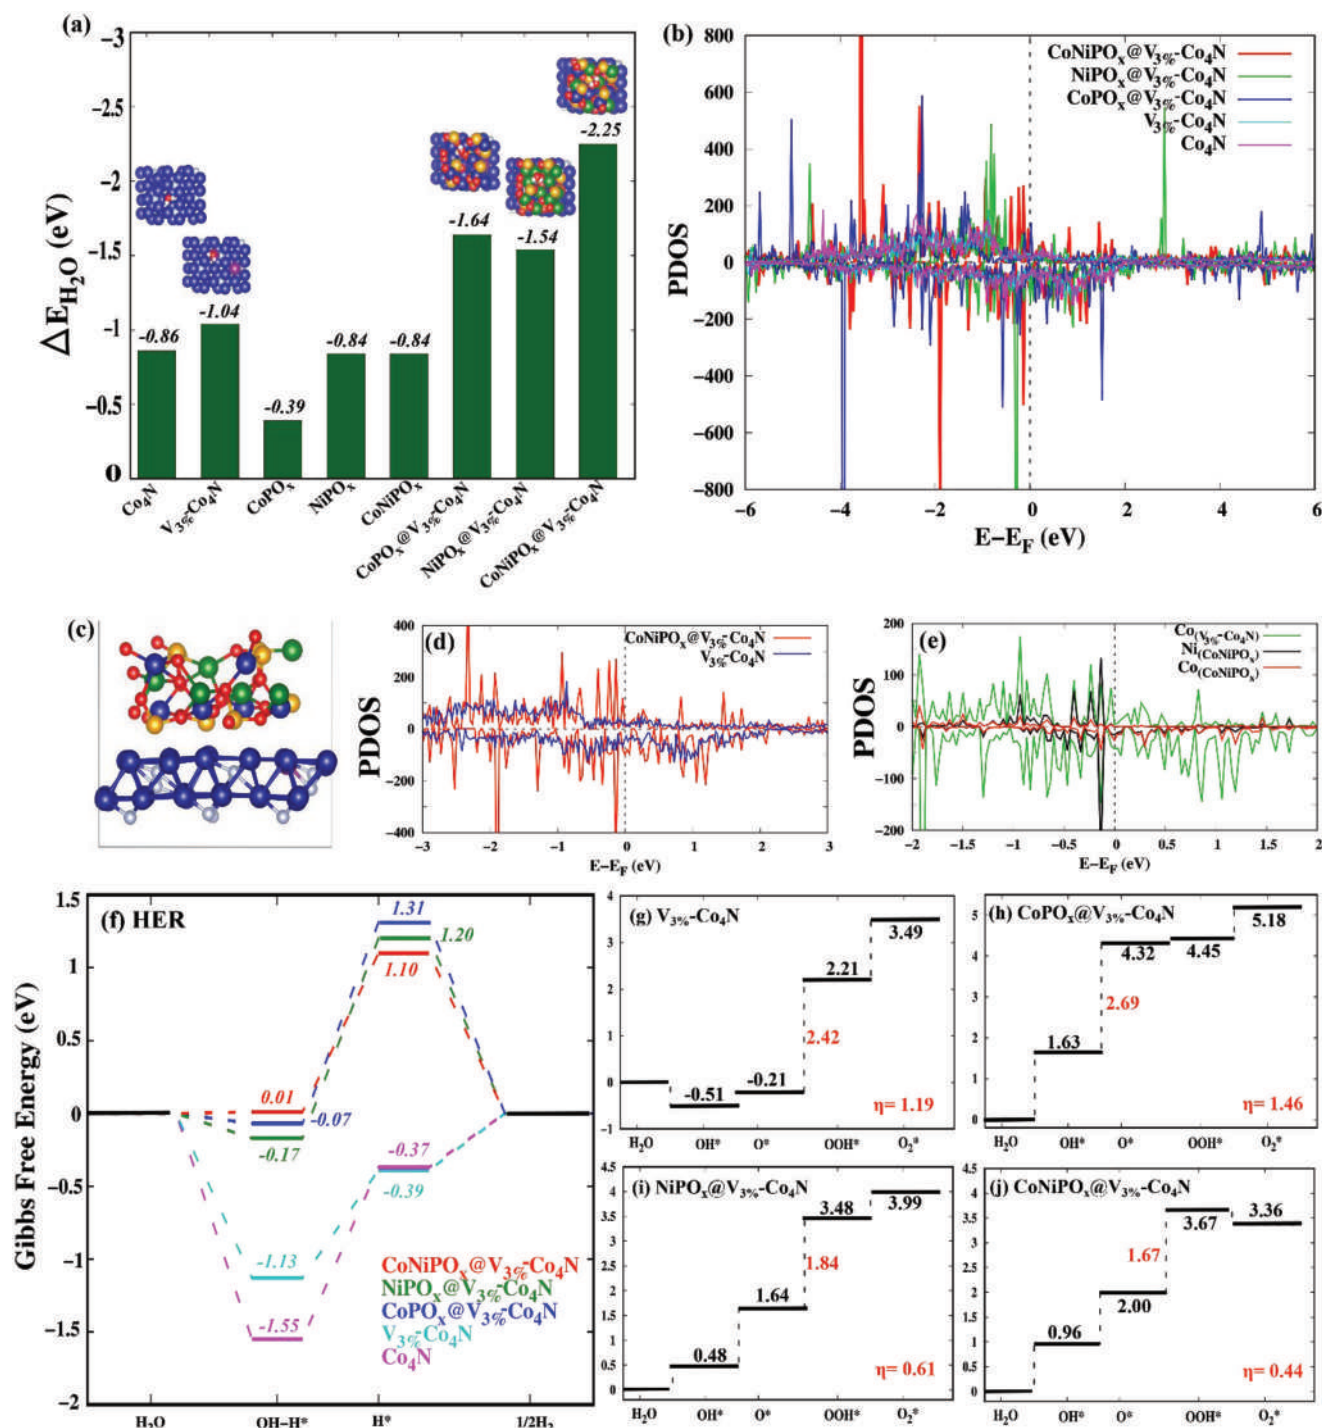 (a)
-3
-2.5
-2
-1.5
-1
-0.5
0
ΔE_H₂O (eV)
-0.86
-1.04
-0.39
-0.84
-0.84
-1.64
-1.54
-2.25
Co₄N
V₃%-Co₄N
CoPOₓ
NiPOₓ
CoNiPOₓ
CoPOₓ@V₃%-Co₄N
NiPOₓ@V₃%-Co₄N
CoNiPOₓ@V₃%-Co₄N
(b)
CoNiPOₓ@V₃%-Co₄N
NiPOₓ@V₃%-Co₄N
CoPOₓ@V₃%-Co₄N
V₃%-Co₄N
Co₄N
800
600
400
200
0
-200
-400
-600
-800
PDOS
-6 -4 -2 0 2 4 6
E-E_F (eV)
(c)
(d)
CoNiPOₓ@V₃%-Co₄N
V₃%-Co₄N
400
200
0
-200
-400
PDOS
-3 -2 -1 0 1 2 3
E-E_F (eV)
(e)
Co(V₃%-Co₄N)
Ni(CoNiPOₓ)
Co(CoNiPOₓ)
200
100
0
-100
-200
PDOS
-2 -1.5 -1 -0.5 0 0.5 1 1.5 2
E-E_F (eV)
(f) HER
1.5
1
0.5
0
-0.5
-1
-1.5
-2
Gibbs Free Energy (eV)
1.31
1.20
1.10
0.01
-0.07
-0.17
-0.37
-0.39
-1.13
-1.55
CoNiPOₓ@V₃%-Co₄N
NiPOₓ@V₃%-Co₄N
CoPOₓ@V₃%-Co₄N
V₃%-Co₄N
Co₄N
H₂O OH-H* H* 1/2H₂
(g) V₃%-Co₄N
4
3
2
1
0
-1
-0.51
-0.21
2.21
3.49
2.42
η= 1.19
H₂O OH* O* OOH* O₂*
(h) CoPOₓ@V₃%-Co₄N
5
4
3
2
1
0
1.63
4.32
4.45
5.18
2.69
η= 1.46
H₂O OH* O* OOH* O₂*
(i) NiPOₓ@V₃%-Co₄N
4.5
4
3.5
3
2.5
2
1.5
1
0.5
0
0.48
1.64
3.48
3.99
1.84
η= 0.61
H₂O OH* O* OOH* O₂*
(j) CoNiPOₓ@V₃%-Co₄N
4.5
4
3.5
3
2.5
2
1.5
1
0.5
0
0.96
2.00
3.67
3.36
1.67
η= 0.44
H₂O OH* O* OOH* O₂*